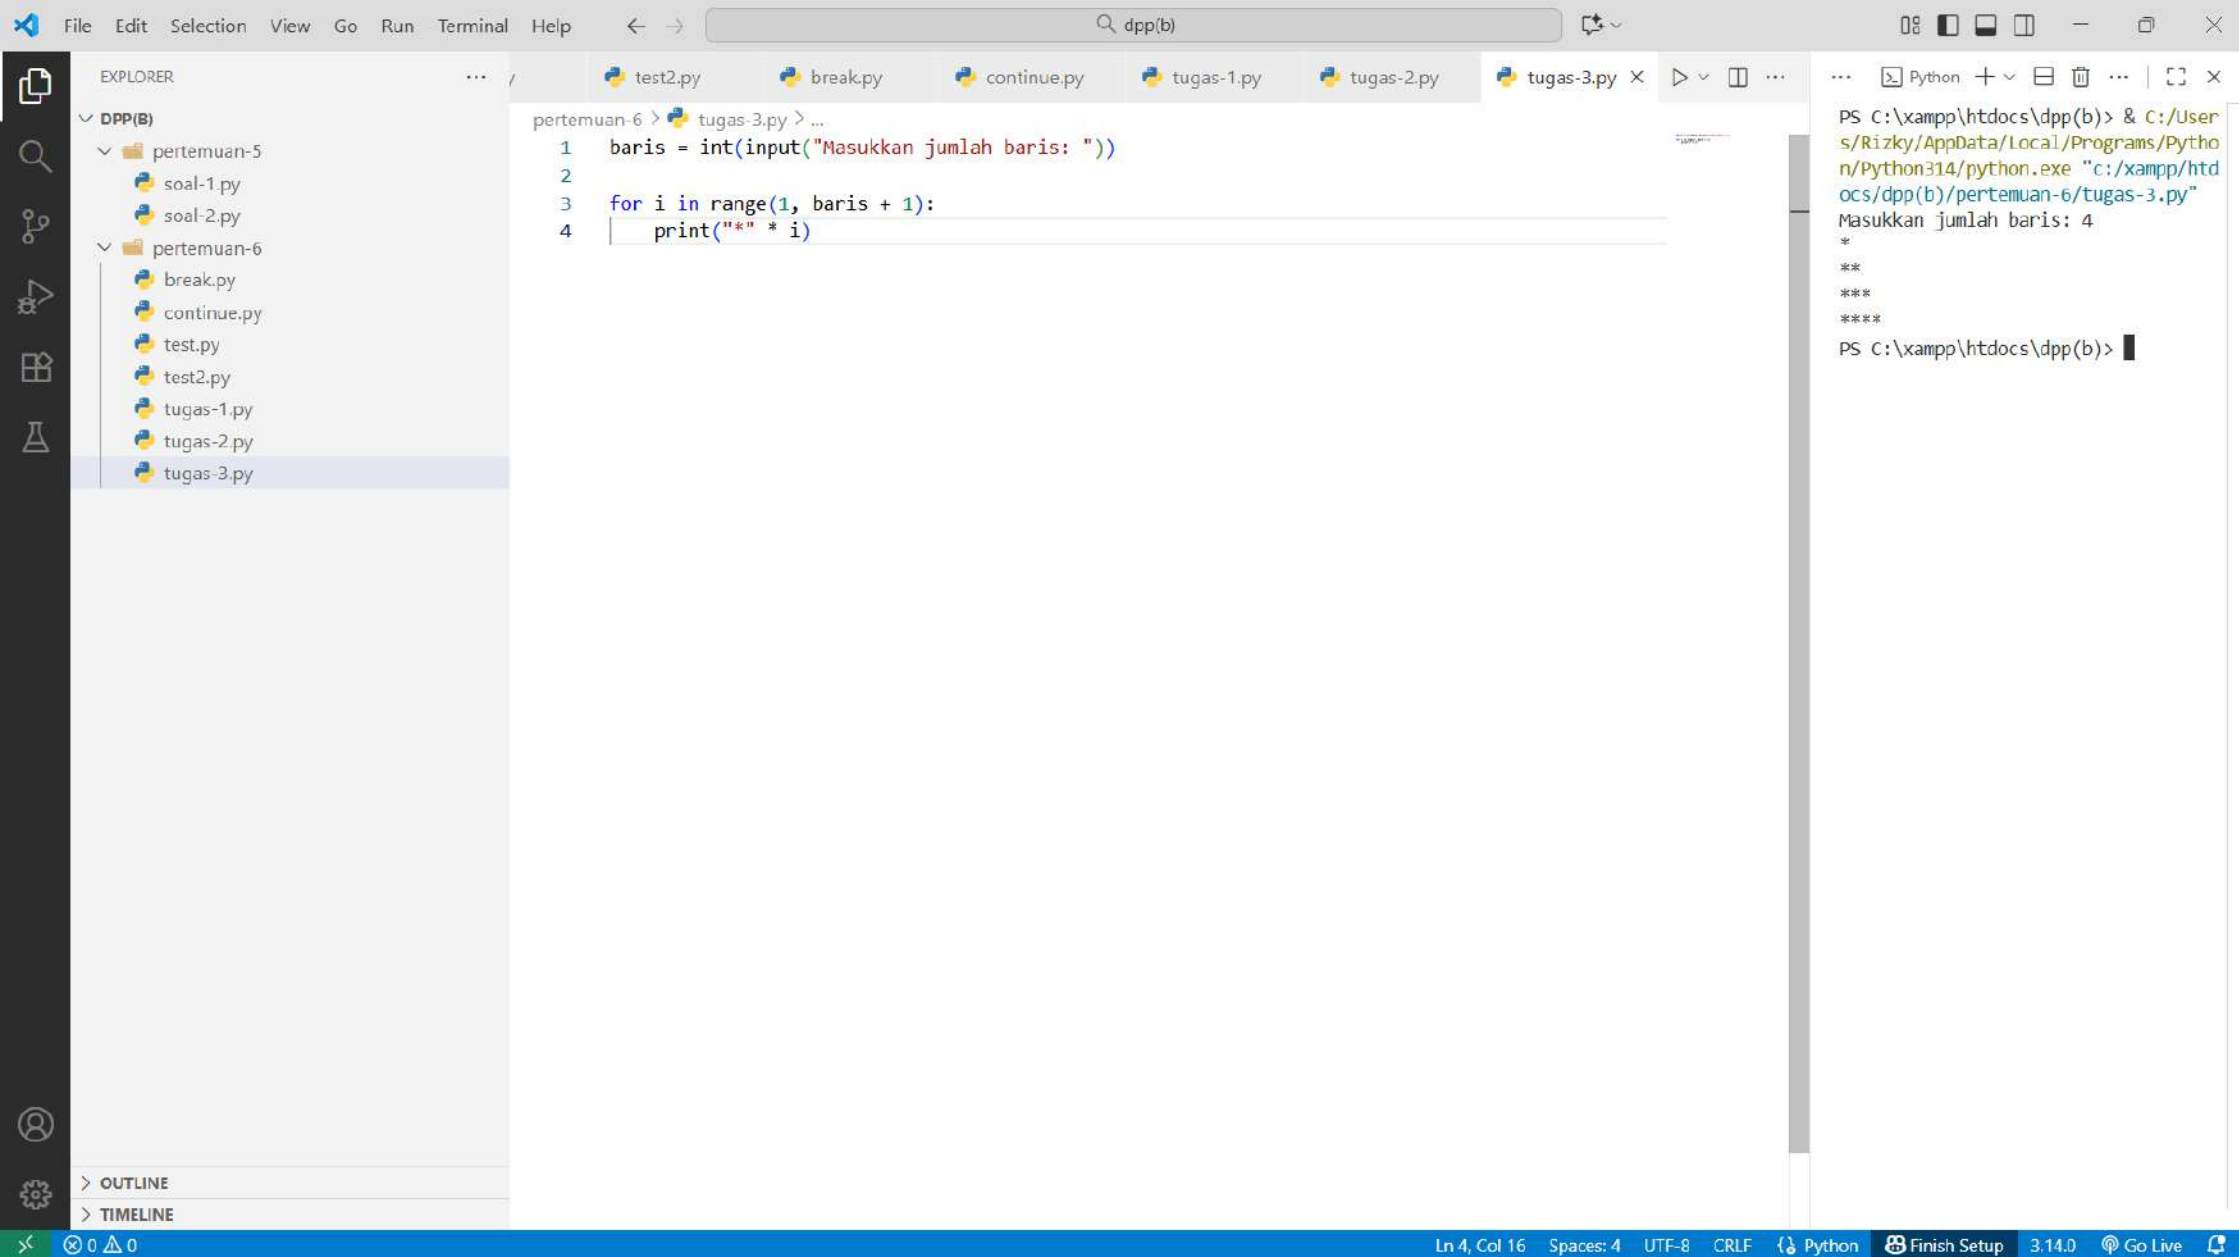 File Edit Selection View Go Run Terminal Help
dpp(b)
EXPLORER
DPP(B)
pertemuan-5
soal-1.py
soal-2.py
pertemuan-6
break.py
continue.py
test.py
test2.py
tugas-1.py
tugas-2.py
tugas-3.py
OUTLINE
TIMELINE
test2.py break.py continue.py tugas-1.py tugas-2.py tugas-3.py
pertemuan-6 > tugas-3.py > ...
1 baris = int(input("Masukkan jumlah baris: "))
2
3 for i in range(1, baris + 1):
4 print("*" * i)
Python
PS C:\xampp\htdocs\dpp(b)> & C:/User
s/Rizky/AppData/Local/Programs/Pytho
n/Python314/python.exe "c:/xampp/htd
ocs/dpp(b)/pertemuan-6/tugas-3.py"
Masukkan jumlah baris: 4
*
**
***
****
PS C:\xampp\htdocs\dpp(b)>
0 0 Ln 4, Col 16 Spaces: 4 UTF-8 CRLF Python Finish Setup 3.14.0 Go Live